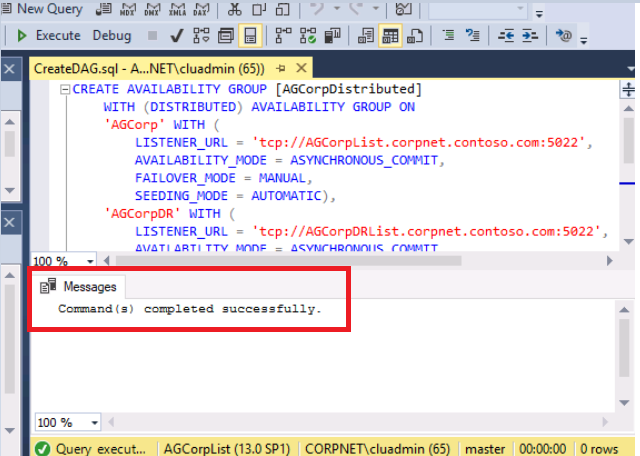 New Query MDX DMX XMLA DAX
Execute Debug
CreateDAG.sql - A...NET\cluadmin (65))
CREATE AVAILABILITY GROUP [AGCorpDistributed]
WITH (DISTRIBUTED) AVAILABILITY GROUP ON
'AGCorp' WITH (
LISTENER_URL = 'tcp://AGCorpList.corpnet.contoso.com:5022',
AVAILABILITY_MODE = ASYNCHRONOUS_COMMIT,
FAILOVER_MODE = MANUAL,
SEEDING_MODE = AUTOMATIC),
'AGCorpDR' WITH (
LISTENER_URL = 'tcp://AGCorpDRList.corpnet.contoso.com:5022',
AVAILABILITY_MODE = ASYNCHRONOUS_COMMIT
100 %
Messages
Command(s) completed successfully.
100 %
Query execut... AGCorpList (13.0 SP1) CORPNET\cluadmin (65) master 00:00:00 0 rows